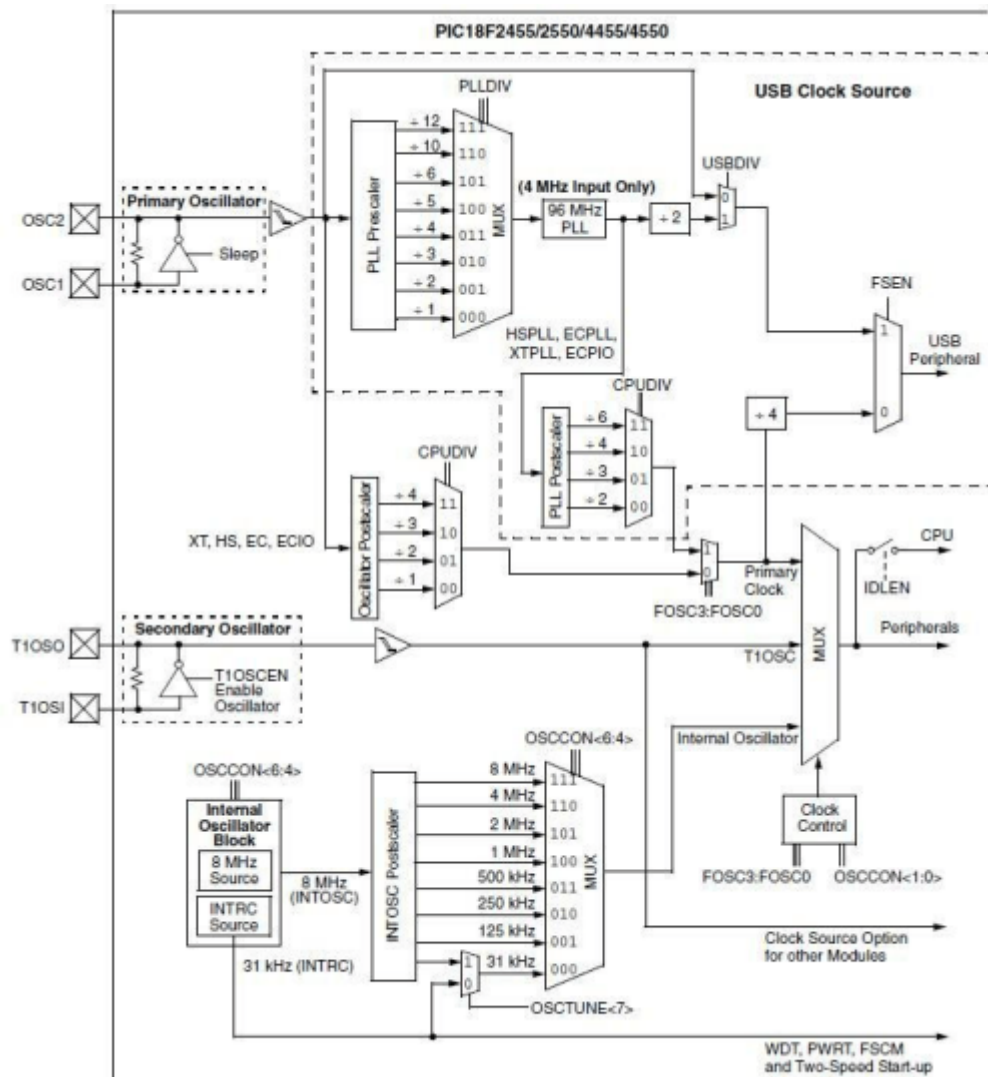 PIC18F2455/2550/4455/4550
USB Clock Source
PLLDIV
PLL Prescaler
÷ 12
÷ 10
÷ 6
÷ 5
÷ 4
÷ 3
÷ 2
÷ 1
111
110
101
100
011
010
001
000
MUX
(4 MHz Input Only)
96 MHz
PLL
÷ 2
USBDIV
0
1
Primary Oscillator
OSC2
OSC1
Sleep
HSPLL, ECPLL,
XTPLL, ECPIO
FSEN
1
0
USB
Peripheral
÷ 4
CPUDIV
PLL Postscaler
÷ 6
÷ 4
÷ 3
÷ 2
11
10
01
00
CPUDIV
Oscillator Postscaler
÷ 4
÷ 3
÷ 2
÷ 1
11
10
01
00
XT, HS, EC, ECIO
1
0
FOSC3:FOSC0
Primary
Clock
MUX
CPU
IDLEN
Peripherals
Secondary Oscillator
T1OSO
T1OSI
T1OSCEN
Enable
Oscillator
T1OSC
Internal Oscillator
OSCCON<6:4>
Internal
Oscillator
Block
8 MHz
Source
INTRC
Source
8 MHz
(INTOSC)
31 kHz (INTRC)
INTOSC Postscaler
OSCCON<6:4>
8 MHz
4 MHz
2 MHz
1 MHz
500 kHz
250 kHz
125 kHz
31 kHz
111
110
101
100
011
010
001
000
MUX
1
0
OSCTUNE<7>
Clock
Control
FOSC3:FOSC0
OSCCON<1:0>
Clock Source Option
for other Modules
WDT, PWRT, FSCM
and Two-Speed Start-up